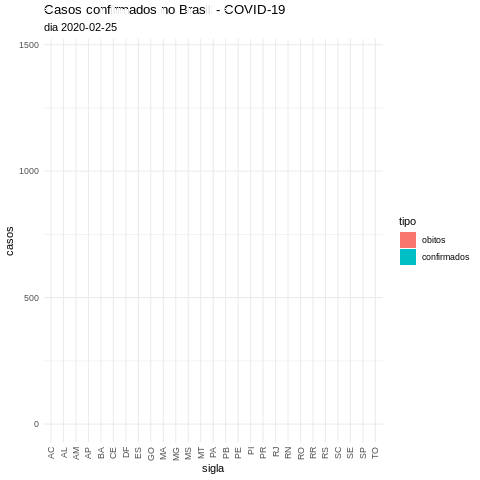 Casos confirmados no Brasil - COVID-19
dia 2020-02-25
1500
1000
500
0
casos
AC AL AM AP BA CE DF ES GO MA MG MS MT PA PB PE PI PR RJ RN RO RR RS SC SE SP TO
sigla
tipo
obitos
confirmados